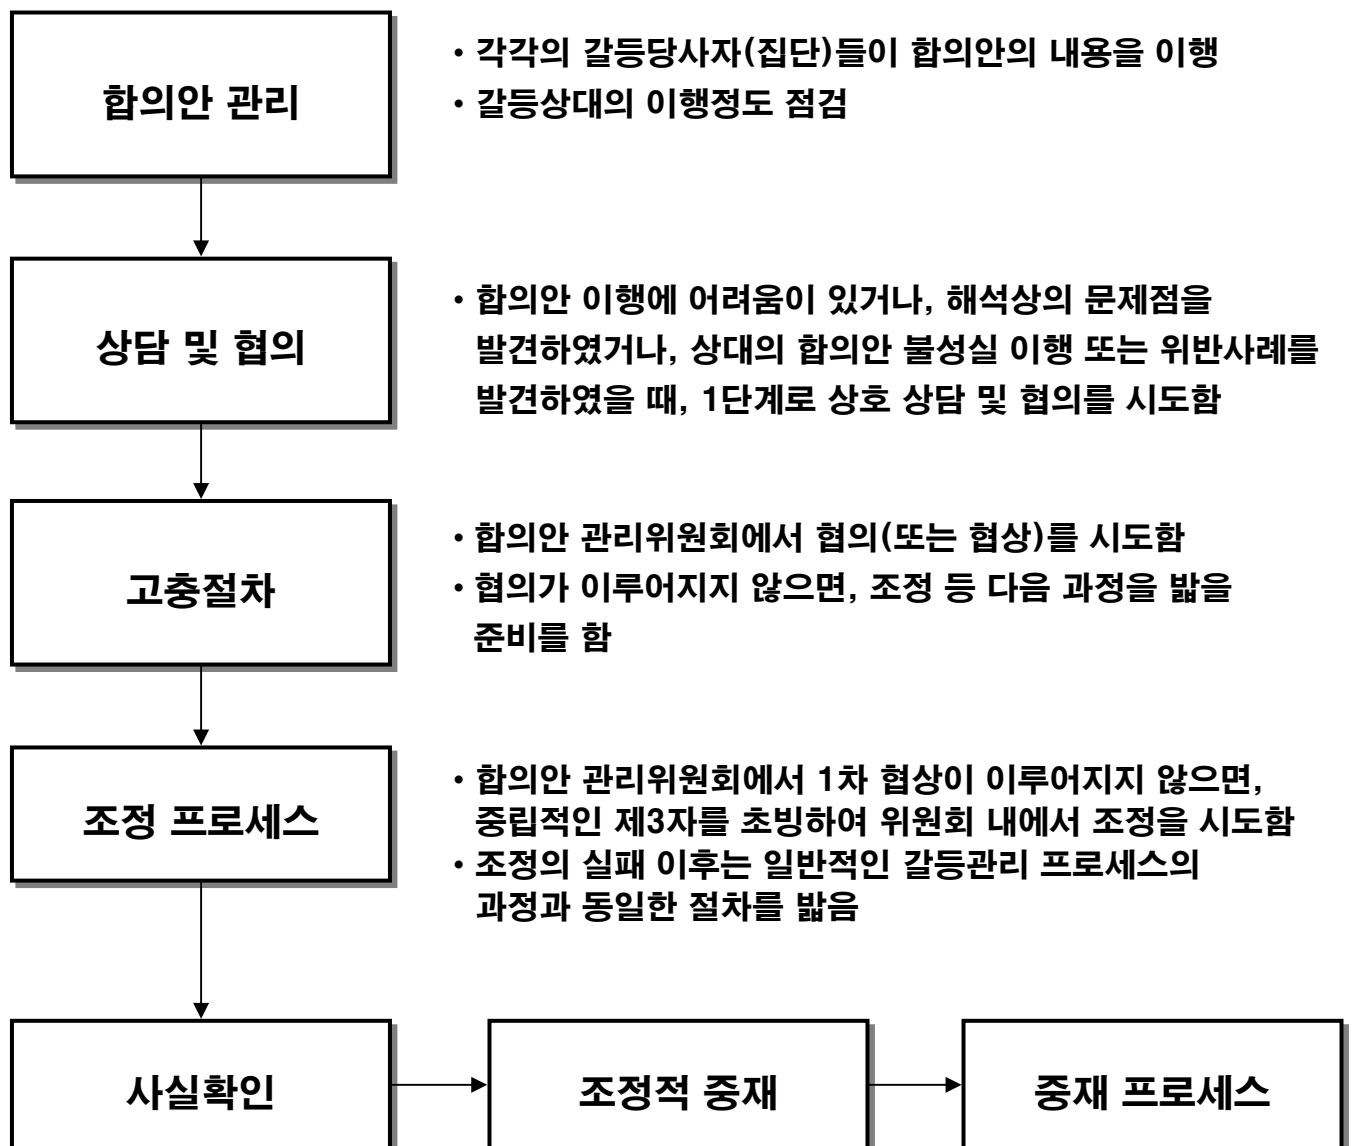 합의안 관리
• 각각의 갈등당사자(집단)들이 합의안의 내용을 이행
• 갈등상대의 이행정도 점검
상담 및 협의
• 합의안 이행에 어려움이 있거나, 해석상의 문제점을
발견하였거나, 상대의 합의안 불성실 이행 또는 위반사례를
발견하였을 때, 1단계로 상호 상담 및 협의를 시도함
고충절차
• 합의안 관리위원회에서 협의(또는 협상)를 시도함
• 협의가 이루어지지 않으면, 조정 등 다음 과정을 밟을
준비를 함
조정 프로세스
• 합의안 관리위원회에서 1차 협상이 이루어지지 않으면,
중립적인 제3자를 초빙하여 위원회 내에서 조정을 시도함
• 조정의 실패 이후는 일반적인 갈등관리 프로세스의
과정과 동일한 절차를 밟음
사실확인
조정적 중재
중재 프로세스